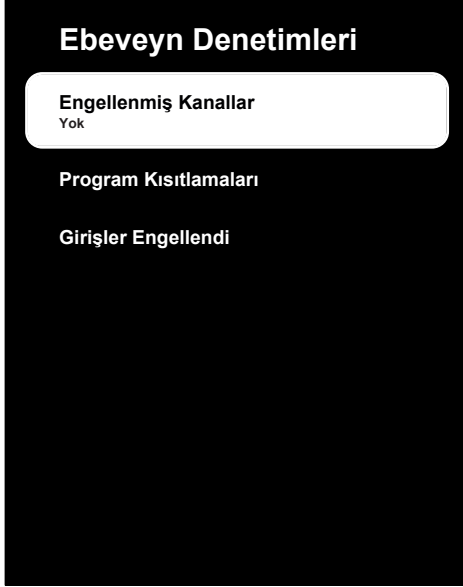 Ebeveyn Denetimleri
Engellenmiş Kanallar
Yok
Program Kısıtlamaları
Girişler Engellendi